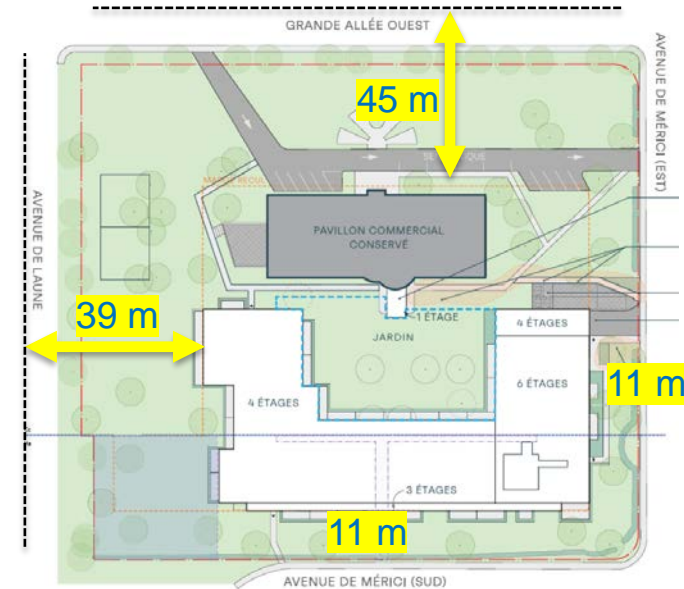 GRANDE ALLÉE OUEST
45 m
AVENUE DE MÉRICI (EST)
AVENUE DE LAUNE
PAVILLON COMMERCIAL
CONSERVÉ
39 m
1 ÉTAGE
JARDIN
4 ÉTAGES
6 ÉTAGES
11 m
4 ÉTAGES
3 ÉTAGES
11 m
AVENUE DE MÉRICI (SUD)